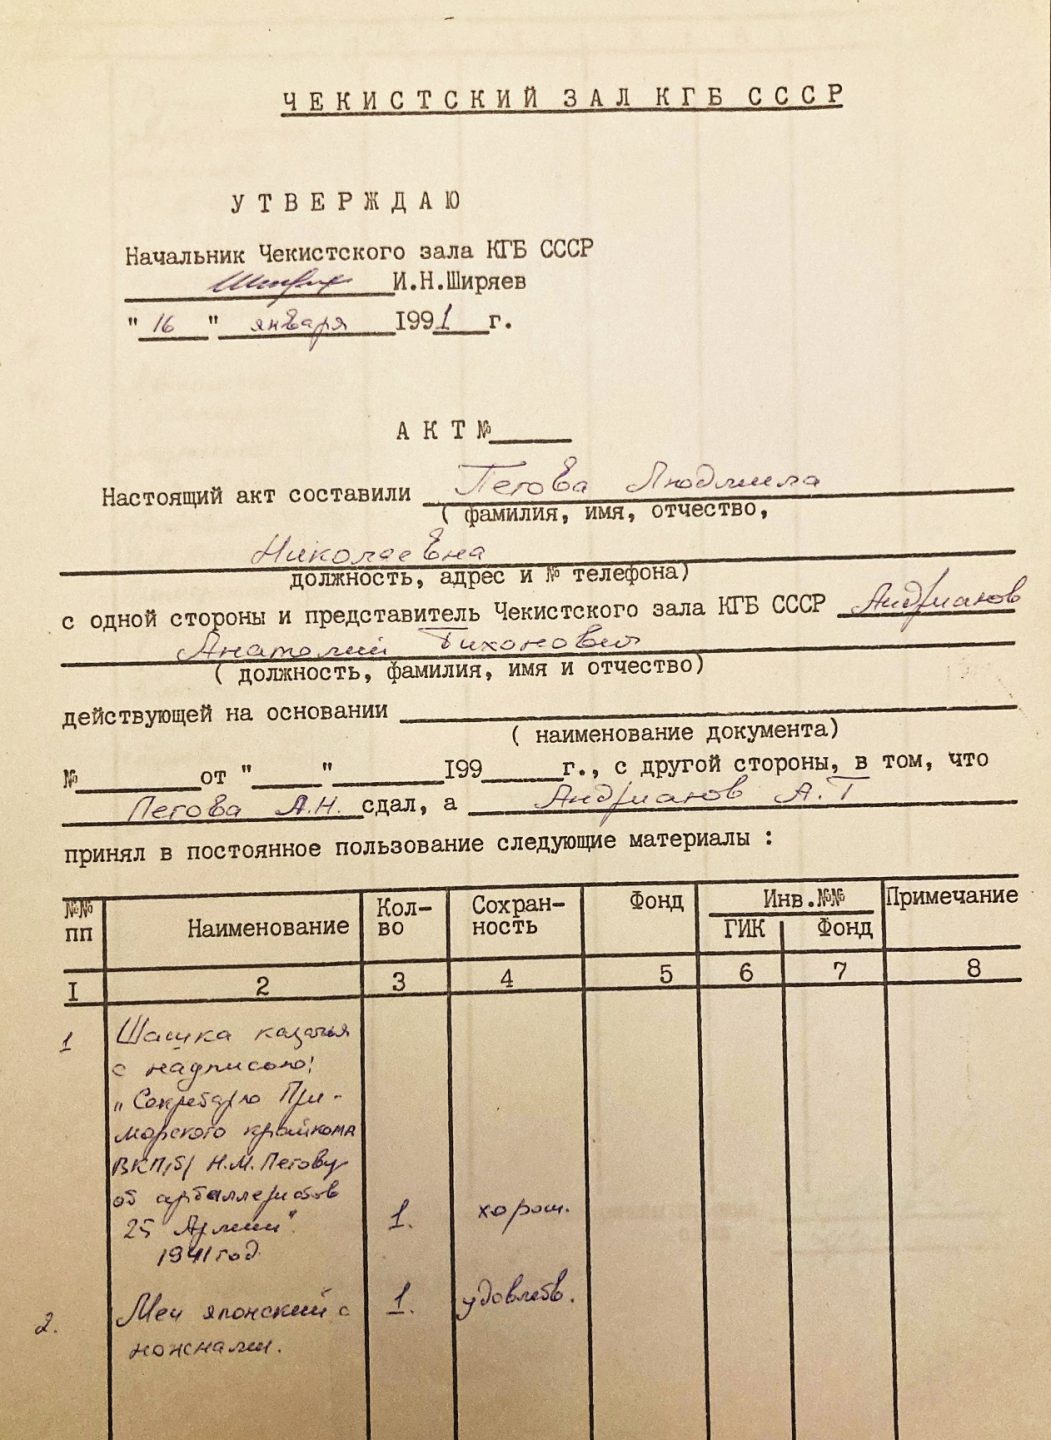 ЧЕКИСТСКИЙ ЗАЛ КГБ СССР
УТВЕРЖДАЮ
Начальник Чекистского зала КГБ СССР
И.Н.Ширяев
" 16 " января 1991 г.
АКТ №
Настоящий акт составили Пегова Людмила
( фамилия, имя, отчество,
Николаевна
должность, адрес и № телефона)
с одной стороны и представитель Чекистского зала КГБ СССР Андрианов
Анатолий Тихонович
( должность, фамилия, имя и отчество)
действующей на основании
( наименование документа)
№ от " " 199 г., с другой стороны, в том, что
Пегова Л.Н. сдал, а Андрианов А.Т
принял в постоянное пользование следующие материалы :
№№ пп Наименование Кол-во Сохран-ность Фонд Инв.№№ Примечание
ГИК Фонд
I 2 3 4 5 6 7 8
1 Шашка казачья
с надписью:
„Секретарю При-
морского крайкома
ВКП/б/ Н.М.Пегову
от артиллеристов
25 Армии". 1. хорош.
1941 год
2. Меч японский с 1. удовлетв.
ножнами.